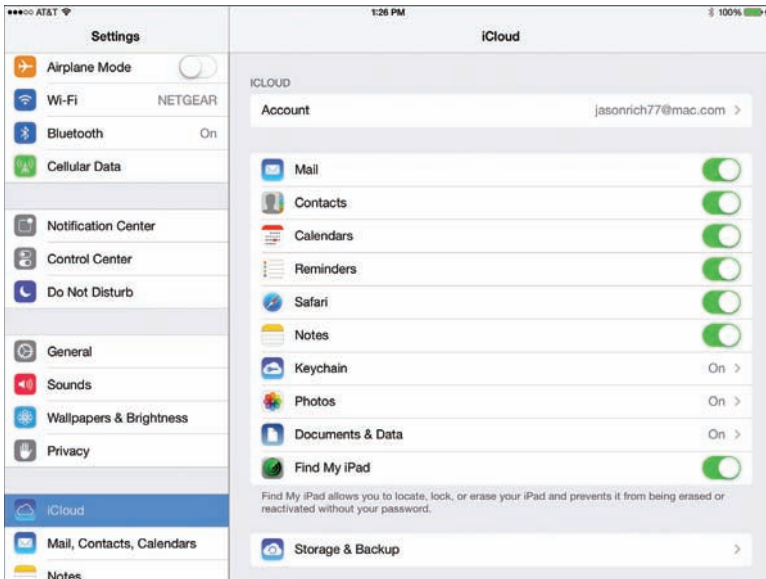 AT&T
1:26 PM
100%
Settings
Airplane Mode
Wi-Fi NETGEAR
Bluetooth On
Cellular Data
Notification Center
Control Center
Do Not Disturb
General
Sounds
Wallpapers & Brightness
Privacy
iCloud
Mail, Contacts, Calendars
Notes
iCloud
ICLOUD
Account jasonrich77@mac.com
Mail
Contacts
Calendars
Reminders
Safari
Notes
Keychain On
Photos On
Documents & Data On
Find My iPad
Find My iPad allows you to locate, lock, or erase your iPad and prevents it from being erased or
reactivated without your password.
Storage & Backup